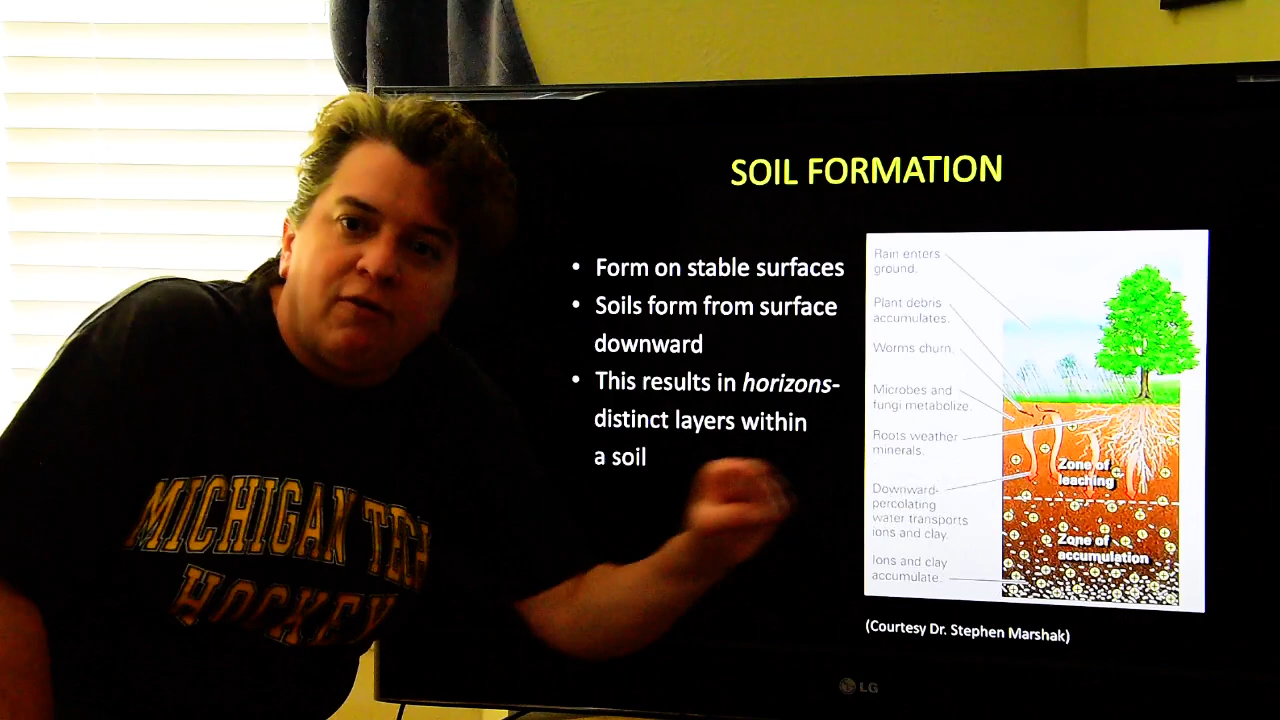 SOIL FORMATION
• Form on stable surfaces
• Soils form from surface
downward
• This results in horizons-
distinct layers within
a soil
Rain enters
ground.
Plant debris
accumulates.
Worms churn.
Microbes and
fungi metabolize.
Roots weather
minerals.
Downward-
percolating
water transports
ions and clay.
Ions and clay
accumulate.
Zone of
leaching
Zone of
accumulation
(Courtesy Dr. Stephen Marshak)
LG
MICHIGAN TECH
HOCKEY